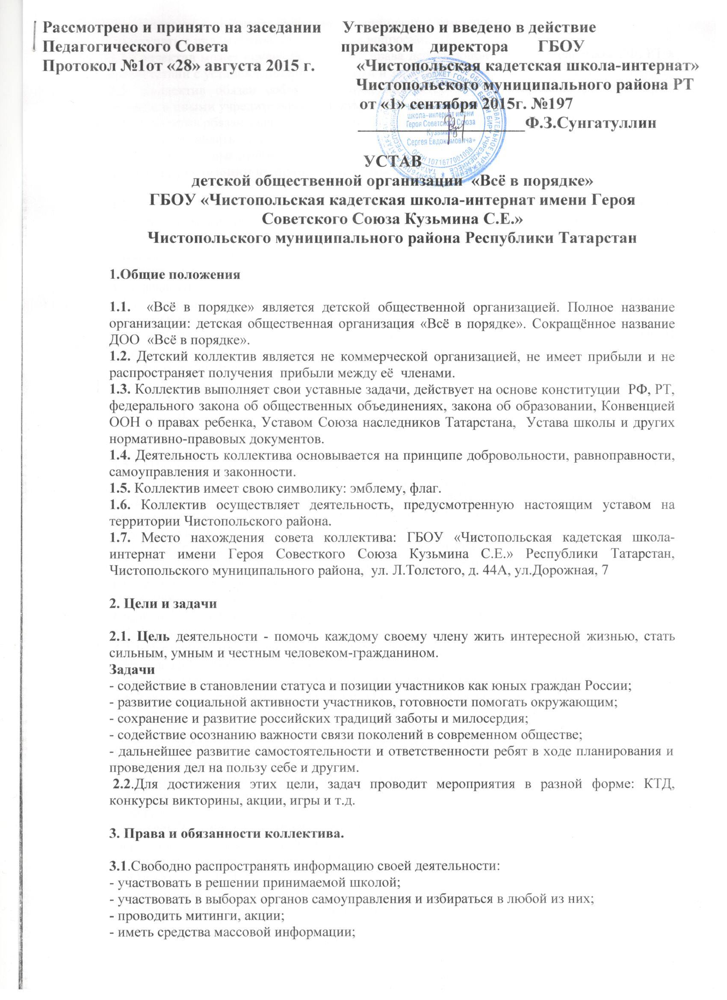 Рассмотрено и принято на заседании
Педагогического Совета
Протокол №1от «28» августа 2015 г.
Утверждено и введено в действие
приказом директора ГБОУ
«Чистопольская кадетская школа-интернат»
Чистопольского муниципального района РТ
от «1» сентября 2015г. №197
Ф.З.Сунгатуллин
школа-интернат имени
Героя Советского Союза
Кузьмина
Сергея Евдокимовича»
ОГРН 1071677001098
УСТАВ
детской общественной организации «Всё в порядке»
ГБОУ «Чистопольская кадетская школа-интернат имени Героя
Советского Союза Кузьмина С.Е.»
Чистопольского муниципального района Республики Татарстан
1.Общие положения
1.1. «Всё в порядке» является детской общественной организацией. Полное название
организации: детская общественная организация «Всё в порядке». Сокращённое название
ДОО «Всё в порядке».
1.2. Детский коллектив является не коммерческой организацией, не имеет прибыли и не
распространяет получения прибыли между её членами.
1.3. Коллектив выполняет свои уставные задачи, действует на основе конституции РФ, РТ,
федерального закона об общественных объединениях, закона об образовании, Конвенцией
ООН о правах ребенка, Уставом Союза наследников Татарстана, Устава школы и других
нормативно-правовых документов.
1.4. Деятельность коллектива основывается на принципе добровольности, равноправности,
самоуправления и законности.
1.5. Коллектив имеет свою символику: эмблему, флаг.
1.6. Коллектив осуществляет деятельность, предусмотренную настоящим уставом на
территории Чистопольского района.
1.7. Место нахождения совета коллектива: ГБОУ «Чистопольская кадетская школа-
интернат имени Героя Совесткого Союза Кузьмина С.Е.» Республики Татарстан,
Чистопольского муниципального района, ул. Л.Толстого, д. 44А, ул.Дорожная, 7
2. Цели и задачи
2.1. Цель деятельности - помочь каждому своему члену жить интересной жизнью, стать
сильным, умным и честным человеком-гражданином.
Задачи
- содействие в становлении статуса и позиции участников как юных граждан России;
- развитие социальной активности участников, готовности помогать окружающим;
- сохранение и развитие российских традиций заботы и милосердия;
- содействие осознанию важности связи поколений в современном обществе;
- дальнейшее развитие самостоятельности и ответственности ребят в ходе планирования и
проведения дел на пользу себе и другим.
2.2.Для достижения этих цели, задач проводит мероприятия в разной форме: КТД,
конкурсы викторины, акции, игры и т.д.
3. Права и обязанности коллектива.
3.1.Свободно распространять информацию своей деятельности:
- участвовать в решении принимаемой школой;
- участвовать в выборах органов самоуправления и избираться в любой из них;
- проводить митинги, акции;
- иметь средства массовой информации;